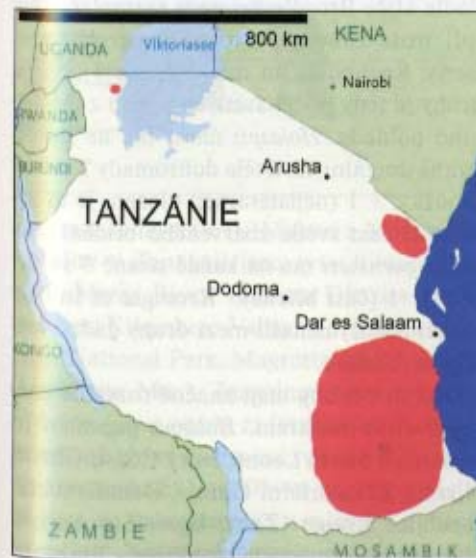 800 km
UGANDA
Viktoriasee
KENA
Nairobi
RWANDA
Arusha
BURUNDI
TANZÁNIE
Dodoma
Dar es Salaam
KONGO
ZAMBIE
MOSAMBIK